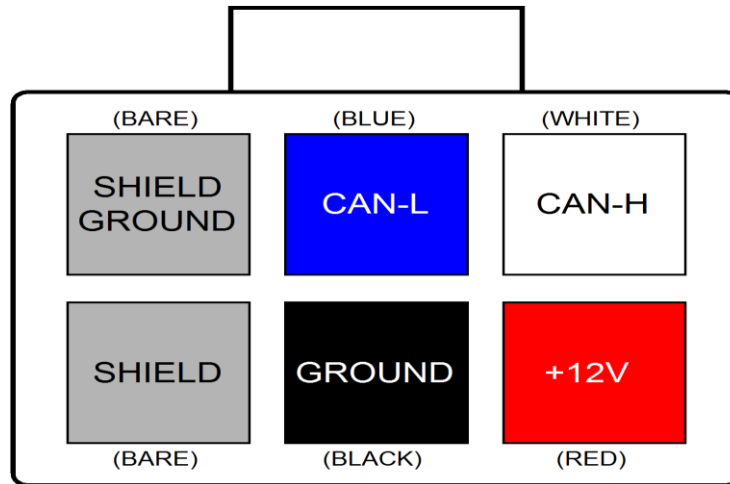 (BARE) (BLUE) (WHITE)
SHIELD
GROUND
CAN-L
CAN-H
SHIELD
GROUND
+12V
(BARE) (BLACK) (RED)